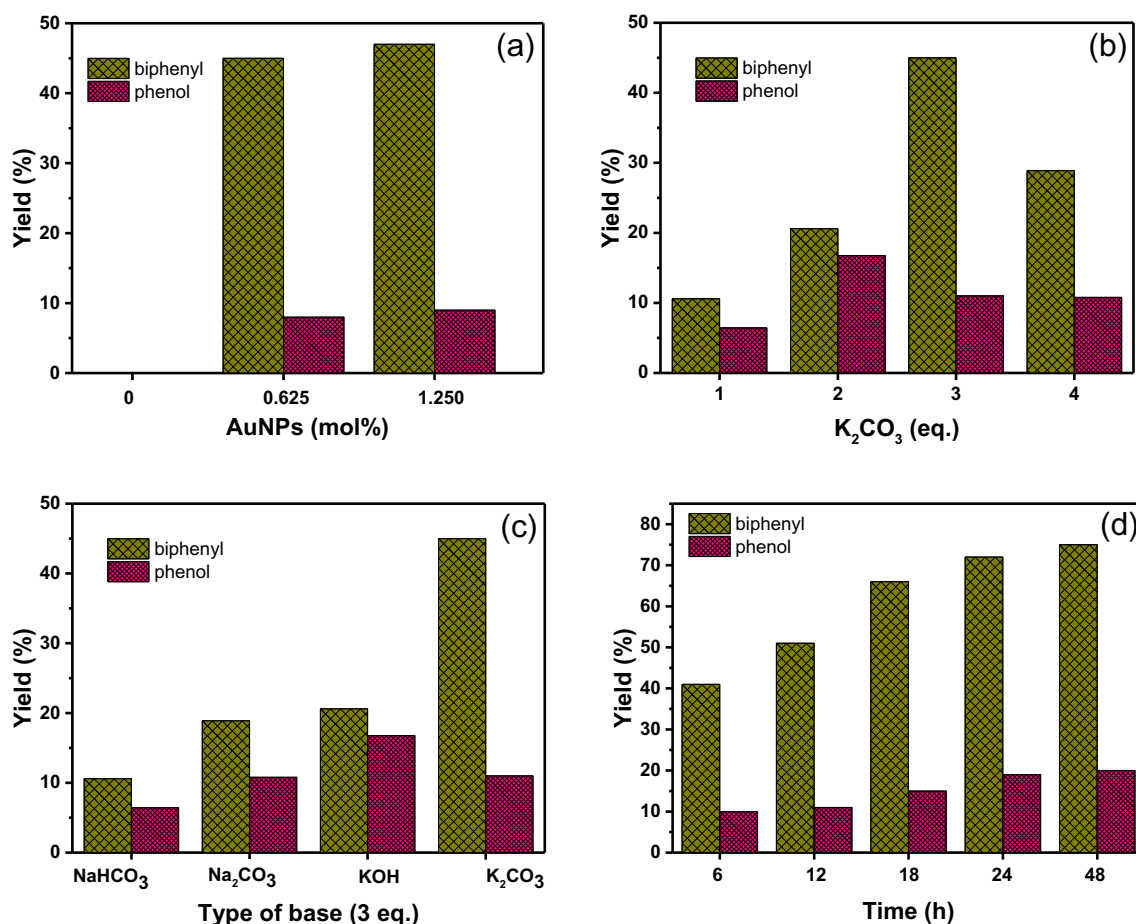 (a)
biphenyl
phenol
Yield (%)
50
40
30
20
10
0
0 0.625 1.250
AuNPs (mol%)
(b)
biphenyl
phenol
Yield (%)
50
40
30
20
10
0
1 2 3 4
K₂CO₃ (eq.)
(c)
biphenyl
phenol
Yield (%)
50
40
30
20
10
0
NaHCO₃ Na₂CO₃ KOH K₂CO₃
Type of base (3 eq.)
(d)
biphenyl
phenol
Yield (%)
80
70
60
50
40
30
20
10
0
6 12 18 24 48
Time (h)